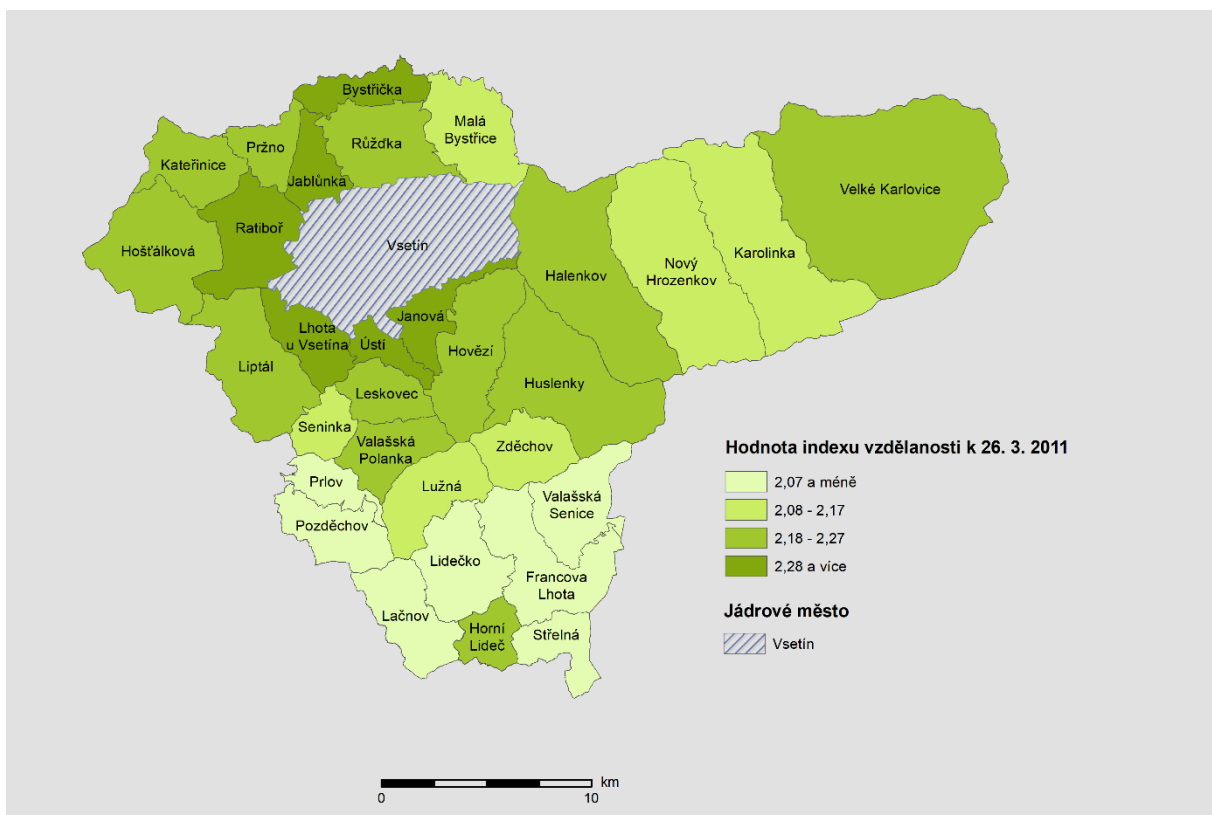 Bystřička
Malá
Bystřice
Růžďka
Pržno
Kateřinice
Jablůnka
Velké Karlovice
Ratiboř
Hošťálková
Vsetín
Karolinka
Nový
Hrozenkov
Halenkov
Janová
Lhota
u Vsetína
Ústí
Hovězí
Liptál
Huslenky
Leskovec
Seninka
Valašská
Polanka
Zděchov
Prlov
Lužná
Valašská
Senice
Pozděchov
Lidečko
Francova
Lhota
Lačnov
Horní
Lideč
Střelná
Hodnota indexu vzdělanosti k 26. 3. 2011
2,07 a méně
2,08 - 2,17
2,18 - 2,27
2,28 a více
Jádrové město
Vsetín
km
0
10